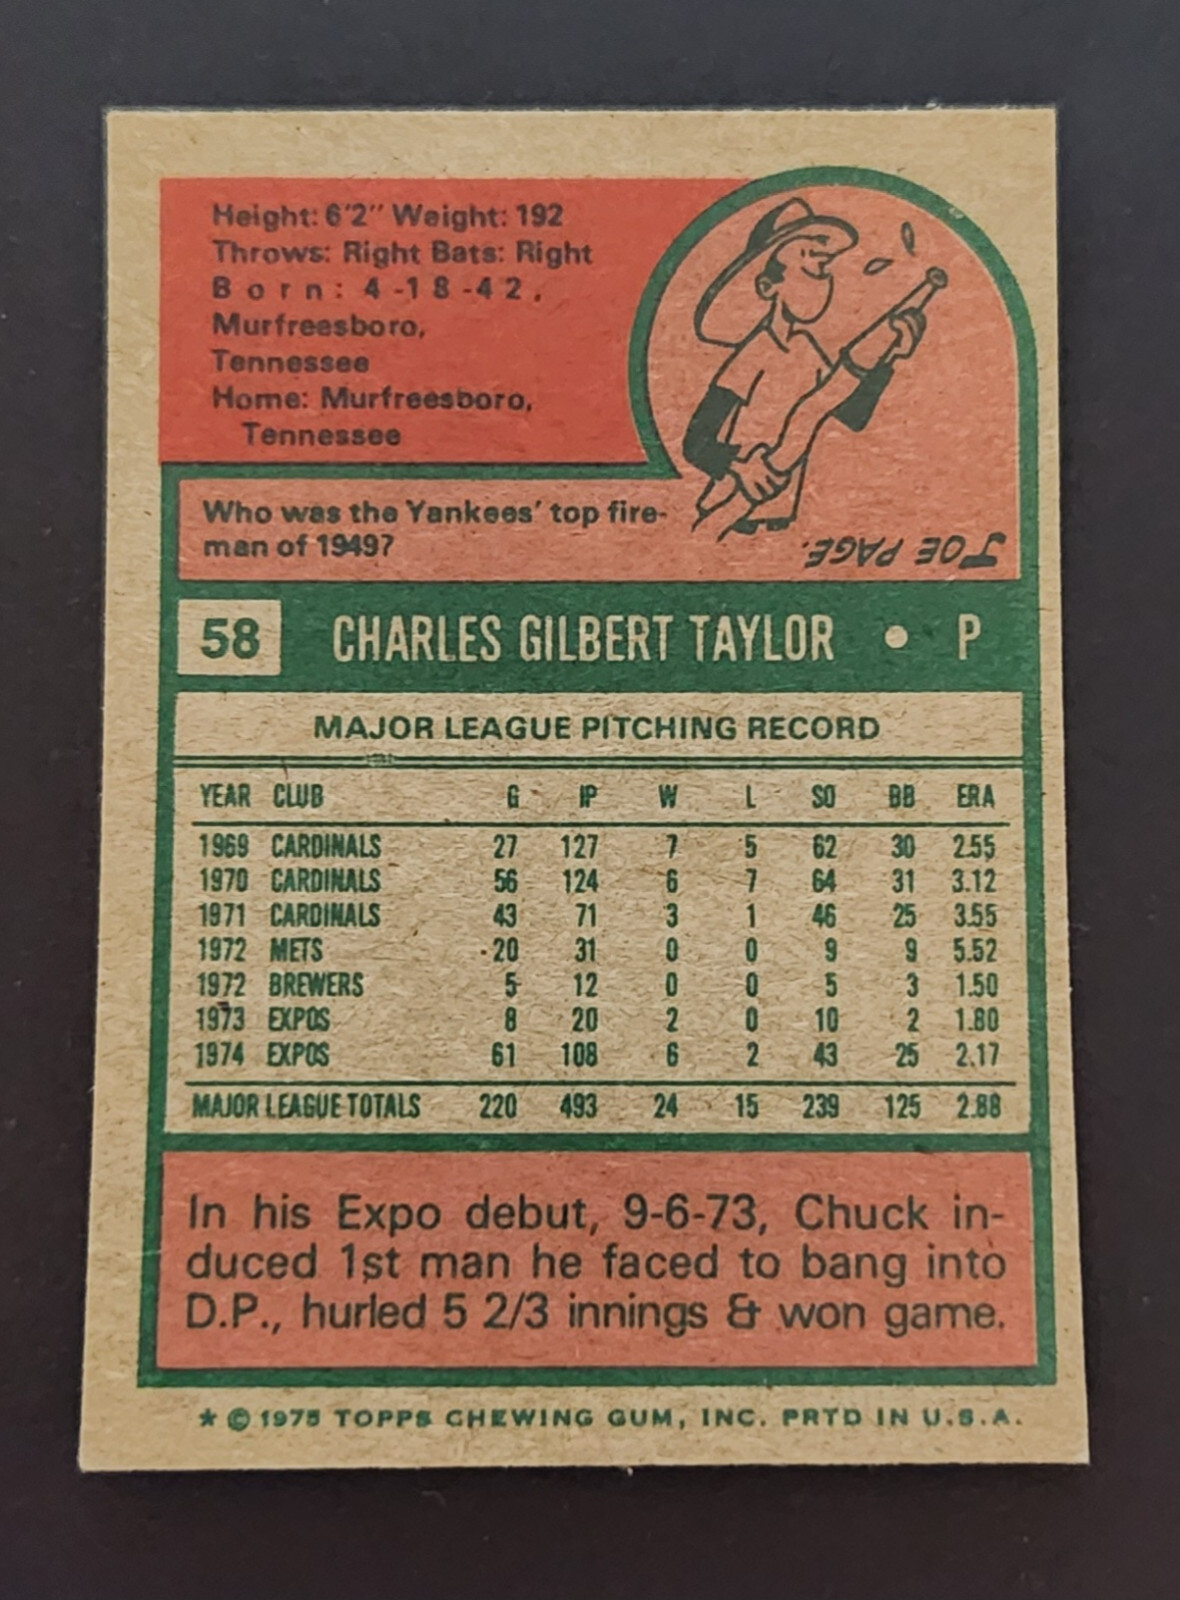 Height: 6'2" Weight: 192
Throws: Right Bats: Right
Born: 4-18-42,
Murfreesboro,
Tennessee
Home: Murfreesboro,
Tennessee
Who was the Yankees' top fire-
man of 1949?
JOE PAGE.
58 CHARLES GILBERT TAYLOR • P
MAJOR LEAGUE PITCHING RECORD
YEAR CLUB G IP W L SO BB ERA
1969 CARDINALS 27 127 7 5 62 30 2.55
1970 CARDINALS 56 124 6 7 64 31 3.12
1971 CARDINALS 43 71 3 1 46 25 3.55
1972 METS 20 31 0 0 9 9 5.52
1972 BREWERS 5 12 0 0 5 3 1.50
1973 EXPOS 8 20 2 0 10 2 1.80
1974 EXPOS 61 108 6 2 43 25 2.17
MAJOR LEAGUE TOTALS 220 493 24 15 239 125 2.88
In his Expo debut, 9-6-73, Chuck in-
duced 1st man he faced to bang into
D.P., hurled 5 2/3 innings & won game.
★ © 1975 TOPPS CHEWING GUM, INC. PRTD IN U.S.A.